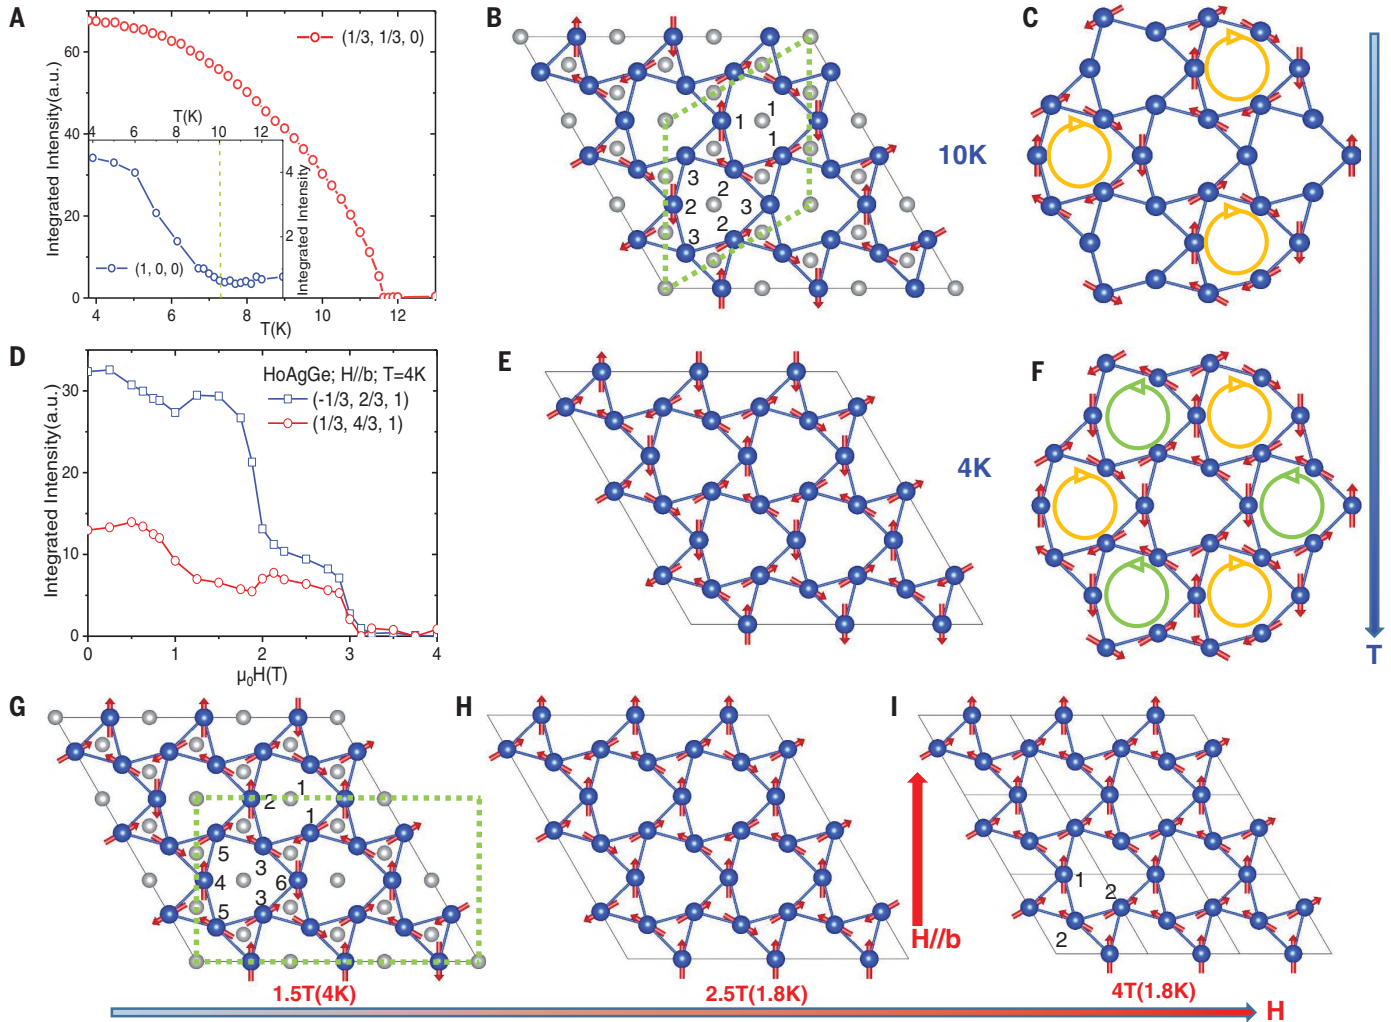 A
Integrated Intensity(a.u.)
60
40
20
0
(1/3, 1/3, 0)
T(K)
4 6 8 10 12
4
2
Integrated Intensity
(1, 0, 0)
4 6 8 10 12
T(K)
B
1
1
1
3
2
2
3
2
3
10K
C
D
Integrated Intensity(a.u.)
30
20
10
0
HoAgGe; H//b; T=4K
(-1/3, 2/3, 1)
(1/3, 4/3, 1)
0 1 2 3 4
μ₀H(T)
E
4K
F
T
G
1
2
1
5
3
4
6
3
5
1.5T(4K)
H
2.5T(1.8K)
H//b
I
1
2
2
4T(1.8K)
H